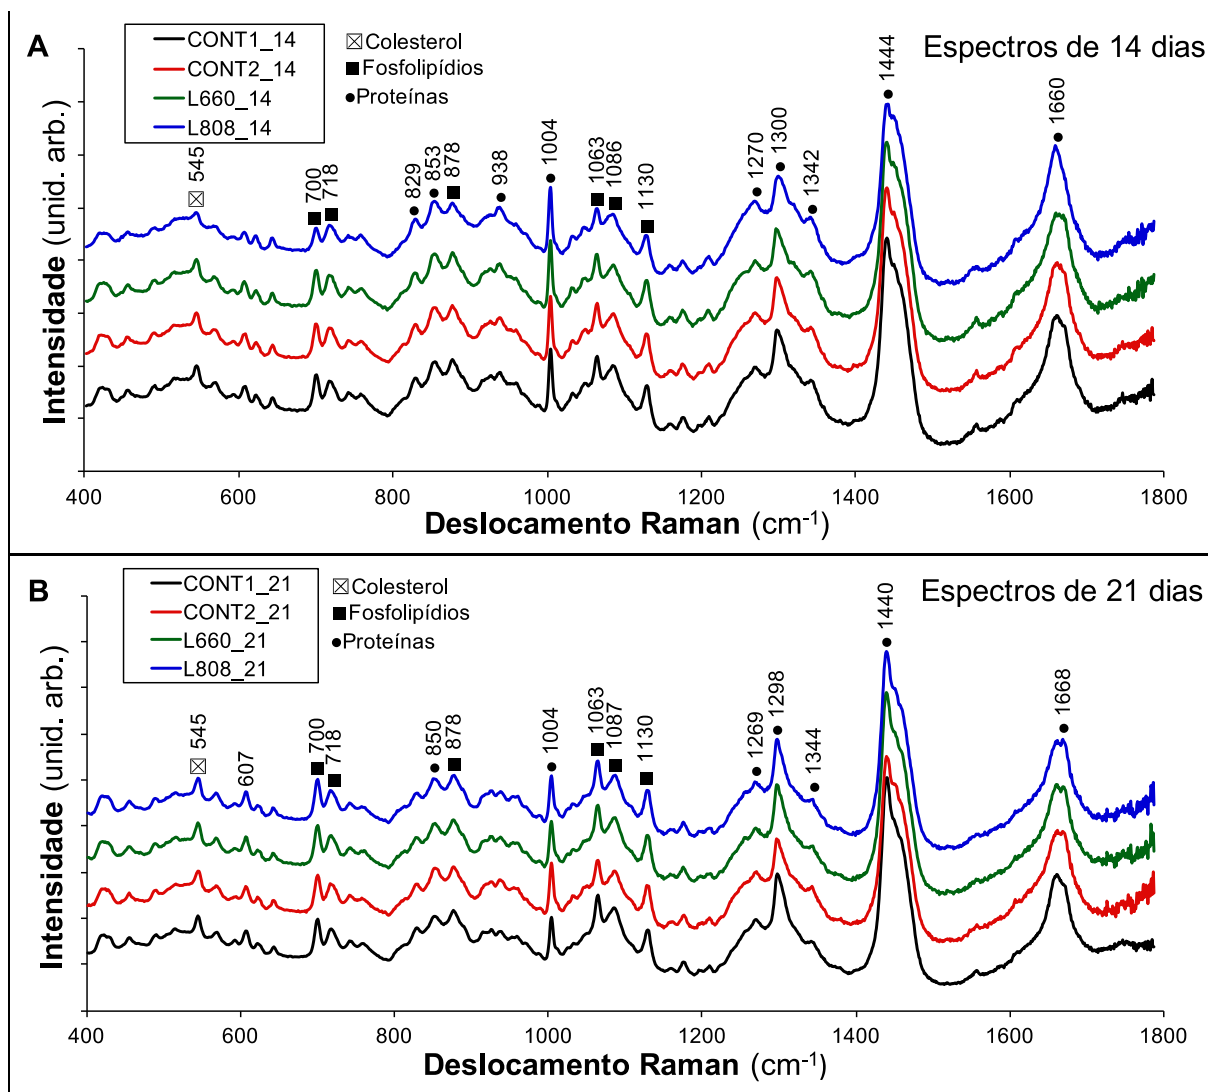 A
CONT1_14
CONT2_14
L660_14
L808_14
Colesterol
Fosfolipídios
Proteínas
Espectros de 14 dias
545
700
718
829
853
878
938
1004
1063
1086
1130
1270
1300
1342
1444
1660
Intensidade (unid. arb.)
400 600 800 1000 1200 1400 1600 1800
Deslocamento Raman (cm-1)
B
CONT1_21
CONT2_21
L660_21
L808_21
Colesterol
Fosfolipídios
Proteínas
Espectros de 21 dias
545
607
700
718
850
878
1004
1063
1087
1130
1269
1298
1344
1440
1668
Intensidade (unid. arb.)
400 600 800 1000 1200 1400 1600 1800
Deslocamento Raman (cm-1)